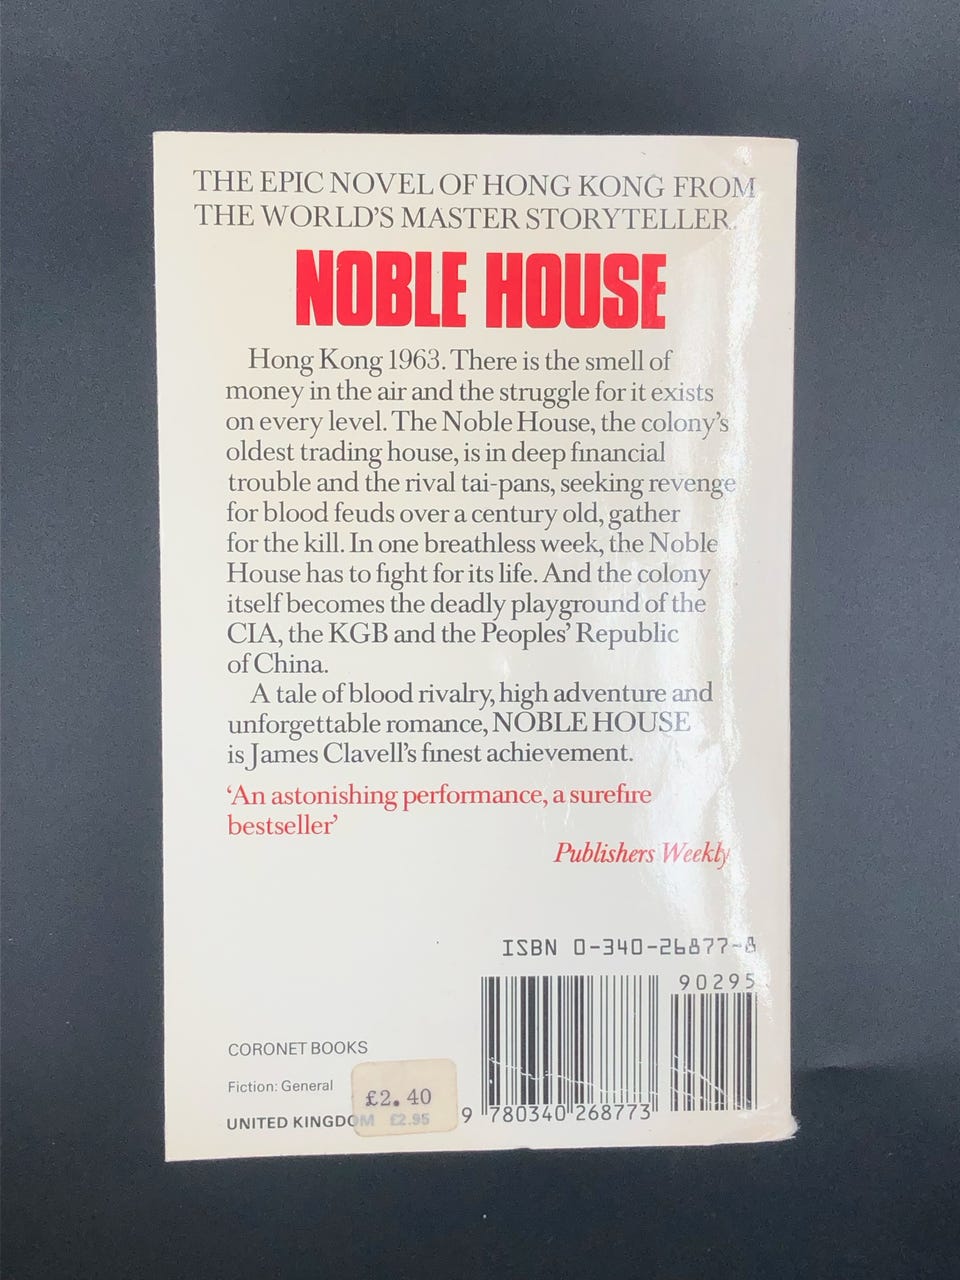 THE EPIC NOVEL OF HONG KONG FROM
THE WORLD'S MASTER STORYTELLER.
NOBLE HOUSE
Hong Kong 1963. There is the smell of
money in the air and the struggle for it exists
on every level. The Noble House, the colony's
oldest trading house, is in deep financial
trouble and the rival tai-pans, seeking revenge
for blood feuds over a century old, gather
for the kill. In one breathless week, the Noble
House has to fight for its life. And the colony
itself becomes the deadly playground of the
CIA, the KGB and the Peoples' Republic
of China.
A tale of blood rivalry, high adventure and
unforgettable romance, NOBLE HOUSE
is James Clavell's finest achievement.
'An astonishing performance, a surefire
bestseller'
Publishers Weekly
ISBN 0-340-26877-8
90295
CORONET BOOKS
Fiction: General
£2.40
UNITED KINGDOM £2.95
9 780340 268773